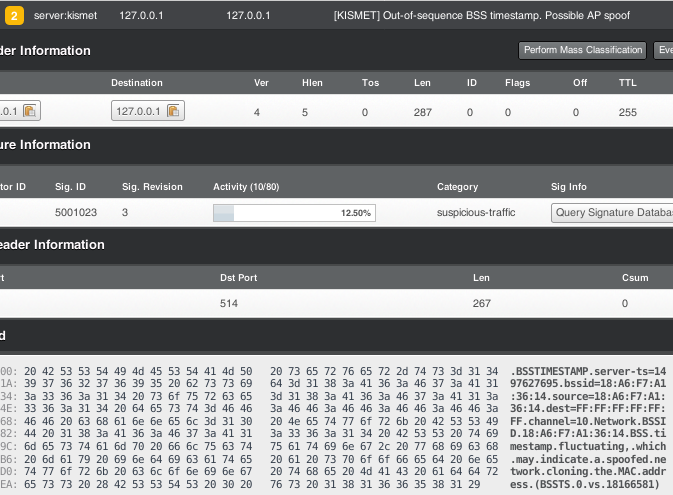 2 server:kismet 127.0.0.1 127.0.0.1 [KISMET] Out-of-sequence BSS timestamp. Possible AP spoof
der Information Perform Mass Classification Eve
Destination Ver Hlen Tos Len ID Flags Off TTL
.0.1 127.0.0.1 4 5 0 287 0 0 0 255
ure Information
tor ID Sig. ID Sig. Revision Activity (10/80) Category Sig Info
5001023 3 12.50% suspicious-traffic Query Signature Databas
eader Information
t Dst Port Len Csum
514 267 0
d
00: 20 42 53 53 54 49 4d 45 53 54 41 4d 50 20 73 65 72 76 65 72 2d 74 73 3d 31 34 .BSSTIMESTAMP.server-ts=14
1A: 39 37 36 32 37 36 39 35 20 62 73 73 69 64 3d 31 38 3a 41 36 3a 46 37 3a 41 31 97627695.bssid=18:A6:F7:A1
34: 3a 33 36 3a 31 34 20 73 6f 75 72 63 65 3d 31 38 3a 41 36 3a 46 37 3a 41 31 3a :36:14.source=18:A6:F7:A1:
4E: 33 36 3a 31 34 20 64 65 73 74 3d 46 46 3a 46 46 3a 46 46 3a 46 46 3a 46 46 3a 36:14.dest=FF:FF:FF:FF:FF:
68: 46 46 20 63 68 61 6e 6e 65 6c 3d 31 30 20 4e 65 74 77 6f 72 6b 20 42 53 53 49 FF.channel=10.Network.BSSI
82: 44 20 31 38 3a 41 36 3a 46 37 3a 41 31 3a 33 36 3a 31 34 20 42 53 53 20 74 69 D.18:A6:F7:A1:36:14.BSS.ti
9C: 6d 65 73 74 61 6d 70 20 66 6c 75 63 74 75 61 74 69 6e 67 2c 20 77 68 69 63 68 mestamp.fluctuating,.which
B6: 20 6d 61 79 20 69 6e 64 69 63 61 74 65 20 61 20 73 70 6f 6f 66 65 64 20 6e 65 .may.indicate.a.spoofed.ne
D0: 74 77 6f 72 6b 20 63 6c 6f 6e 69 6e 67 20 74 68 65 20 4d 41 43 20 61 64 64 72 twork.cloning.the.MAC.addr
EA: 65 73 73 20 28 42 53 53 54 53 20 30 20 76 73 20 31 38 31 36 36 35 38 31 29 ess.(BSSTS.0.vs.18166581)